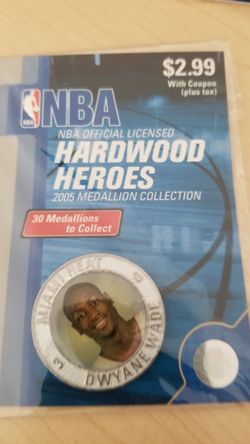 $2.99
With Coupon
(plus tax)
NBA
NBA OFFICIAL LICENSED
HARDWOOD
HEROES
2005 MEDALLION COLLECTION
30 Medallions
to Collect
MIAMI HEAT
3
3
DWYANE WADE